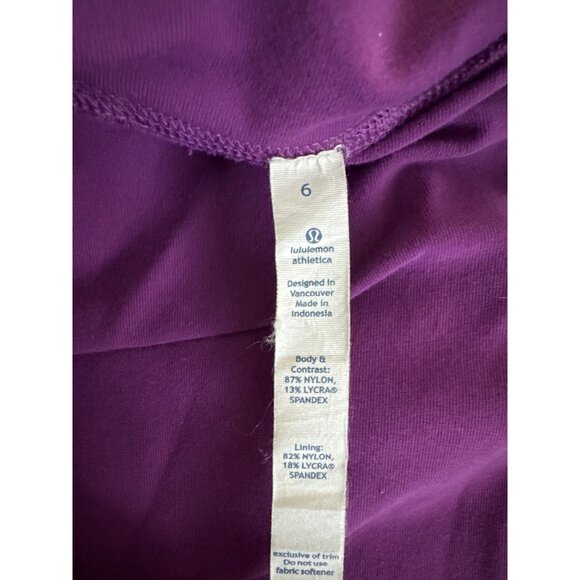 6
lululemon
athletica
Designed in
Vancouver
Made in
Indonesia
Body &
Contrast:
87% NYLON,
13% LYCRA®
SPANDEX
Lining:
82% NYLON,
18% LYCRA®
SPANDEX
exclusive of trim
Do not use
fabric softener